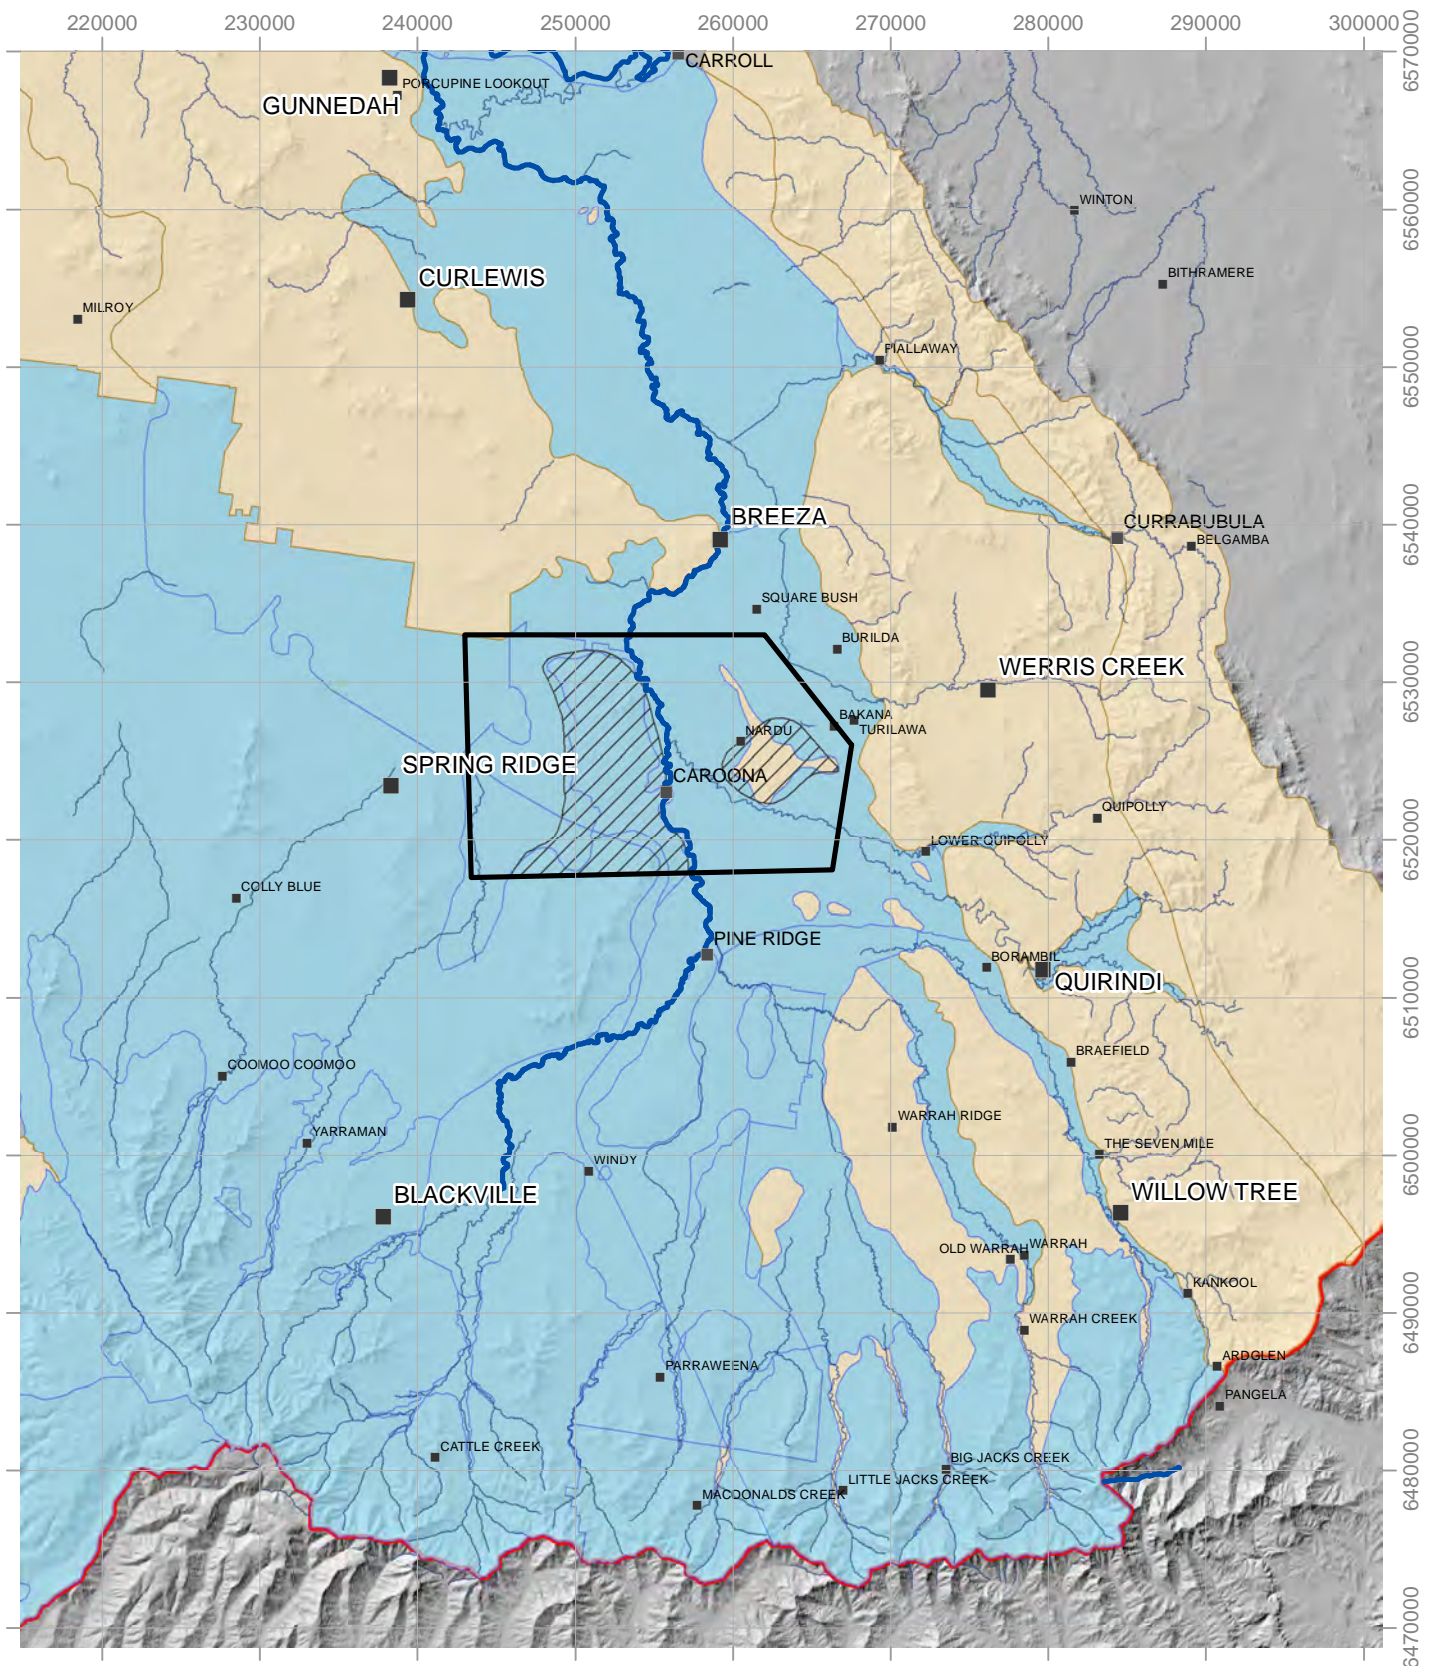 220000 230000 240000 250000 260000 270000 280000 290000 300000
6570000
CARROLL
PORCUPINE LOOKOUT
GUNNEDAH
WINTON
6560000
BITHRAMERE
CURLEWIS
MILROY
PIALLAWAY
6550000
BREEZA
CURRABUBULA
6540000
BELGAMBA
SQUARE BUSH
BURILDA
WERRIS CREEK
6530000
BAKANA
TURILAWA
NARDU
SPRING RIDGE
CAROONA
QUIPOLLY
LOWER QUIPOLLY
6520000
COLLY BLUE
PINE RIDGE
BORAMBIL
QUIRINDI
6510000
BRAEFIELD
COOMOO COOMOO
WARRAH RIDGE
YARRAMAN
THE SEVEN MILE
6500000
WINDY
BLACKVILLE
WILLOW TREE
OLD WARRAH
WARRAH
KANKOOL
6490000
WARRAH CREEK
ARDGLEN
PARRAWEENA
PANGELA
CATTLE CREEK
BIG JACKS CREEK
6480000
LITTLE JACKS CREEK
MACDONALDS CREEK
6470000